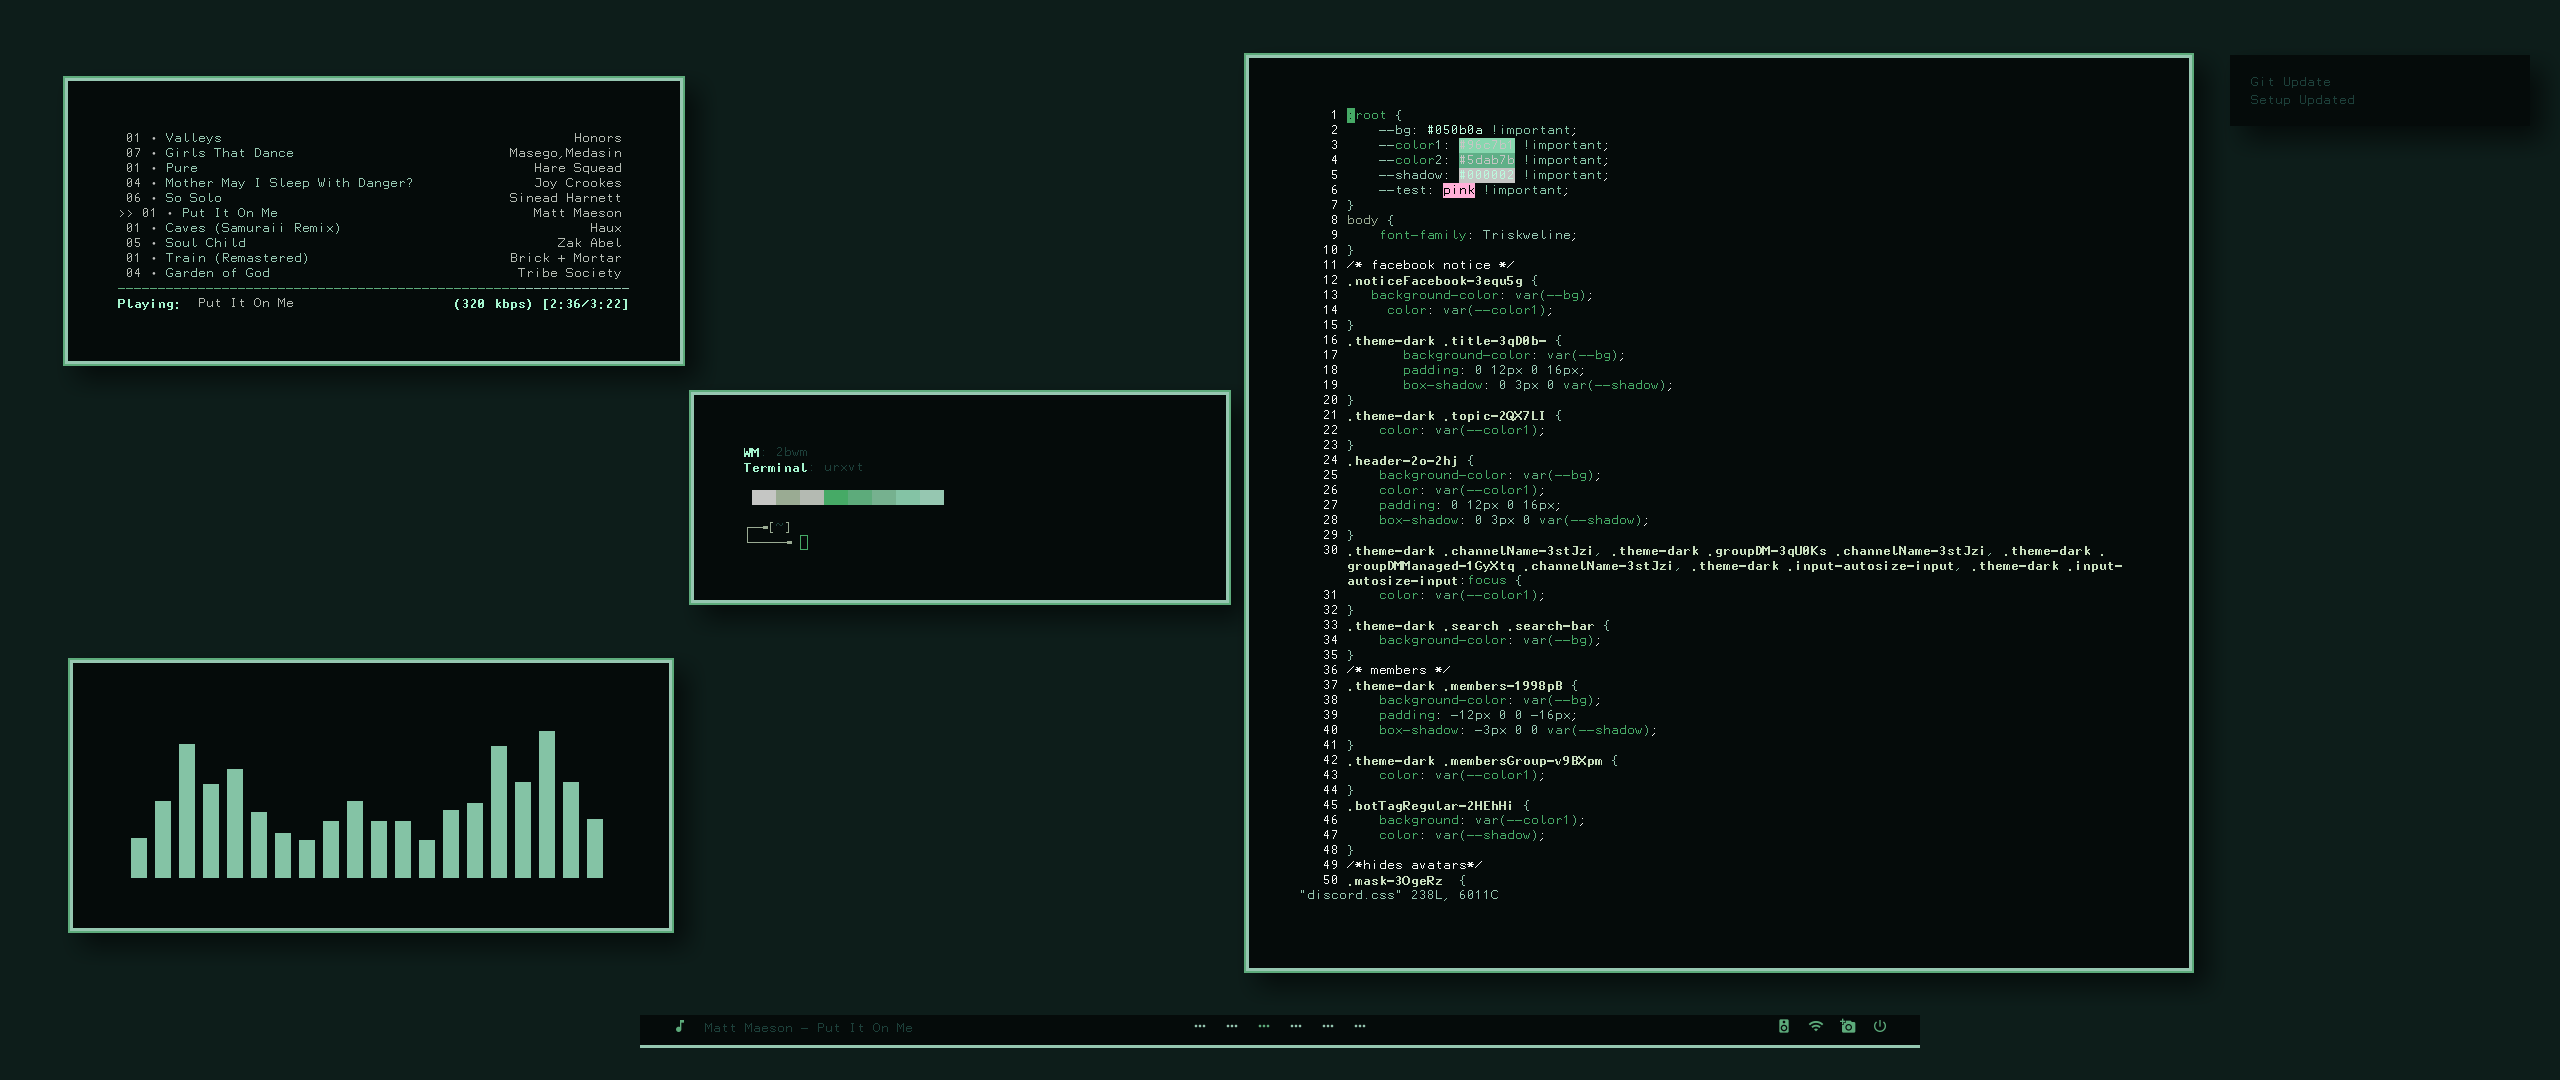 01 • Valleys Honors
07 • Girls That Dance Masego,Medasin
01 • Pure Hare Squead
04 • Mother May I Sleep With Danger? Joy Crookes
06 • So Solo Sinead Harnett
>> 01 • Put It On Me Matt Maeson
01 • Caves (Samuraii Remix) Haux
05 • Soul Child Zak Abel
01 • Train (Remastered) Brick + Mortar
04 • Garden of God Tribe Society
Playing: Put It On Me (320 kbps) [2:36/3:22]
WM: 2bwm
Terminal: urxvt
[~]
1 :root {
2 --bg: #050b0a !important;
3 --color1: #96c7b1 !important;
4 --color2: #5dab7b !important;
5 --shadow: #000002 !important;
6 --test: pink !important;
7 }
8 body {
9 font-family: Triskweline;
10 }
11 /* facebook notice */
12 .noticeFacebook-3equ5g {
13 background-color: var(--bg);
14 color: var(--color1);
15 }
16 .theme-dark .title-3qD0b- {
17 background-color: var(--bg);
18 padding: 0 12px 0 16px;
19 box-shadow: 0 3px 0 var(--shadow);
20 }
21 .theme-dark .topic-2QX7LI {
22 color: var(--color1);
23 }
24 .header-2o-2hj {
25 background-color: var(--bg);
26 color: var(--color1);
27 padding: 0 12px 0 16px;
28 box-shadow: 0 3px 0 var(--shadow);
29 }
30 .theme-dark .channelName-3stJzi, .theme-dark .groupDM-3qU0Ks .channelName-3stJzi, .theme-dark .
groupDMManaged-1GyXtq .channelName-3stJzi, .theme-dark .input-autosize-input, .theme-dark .input-
autosize-input:focus {
31 color: var(--color1);
32 }
33 .theme-dark .search .search-bar {
34 background-color: var(--bg);
35 }
36 /* members */
37 .theme-dark .members-1998pB {
38 background-color: var(--bg);
39 padding: -12px 0 0 -16px;
40 box-shadow: -3px 0 0 var(--shadow);
41 }
42 .theme-dark .membersGroup-v9BXpm {
43 color: var(--color1);
44 }
45 .botTagRegular-2HEhHi {
46 background: var(--color1);
47 color: var(--shadow);
48 }
49 /*hides avatars*/
50 .mask-3OgeRz {
"discord.css" 238L, 6011C
Git Update
Setup Updated
Matt Maeson – Put It On Me